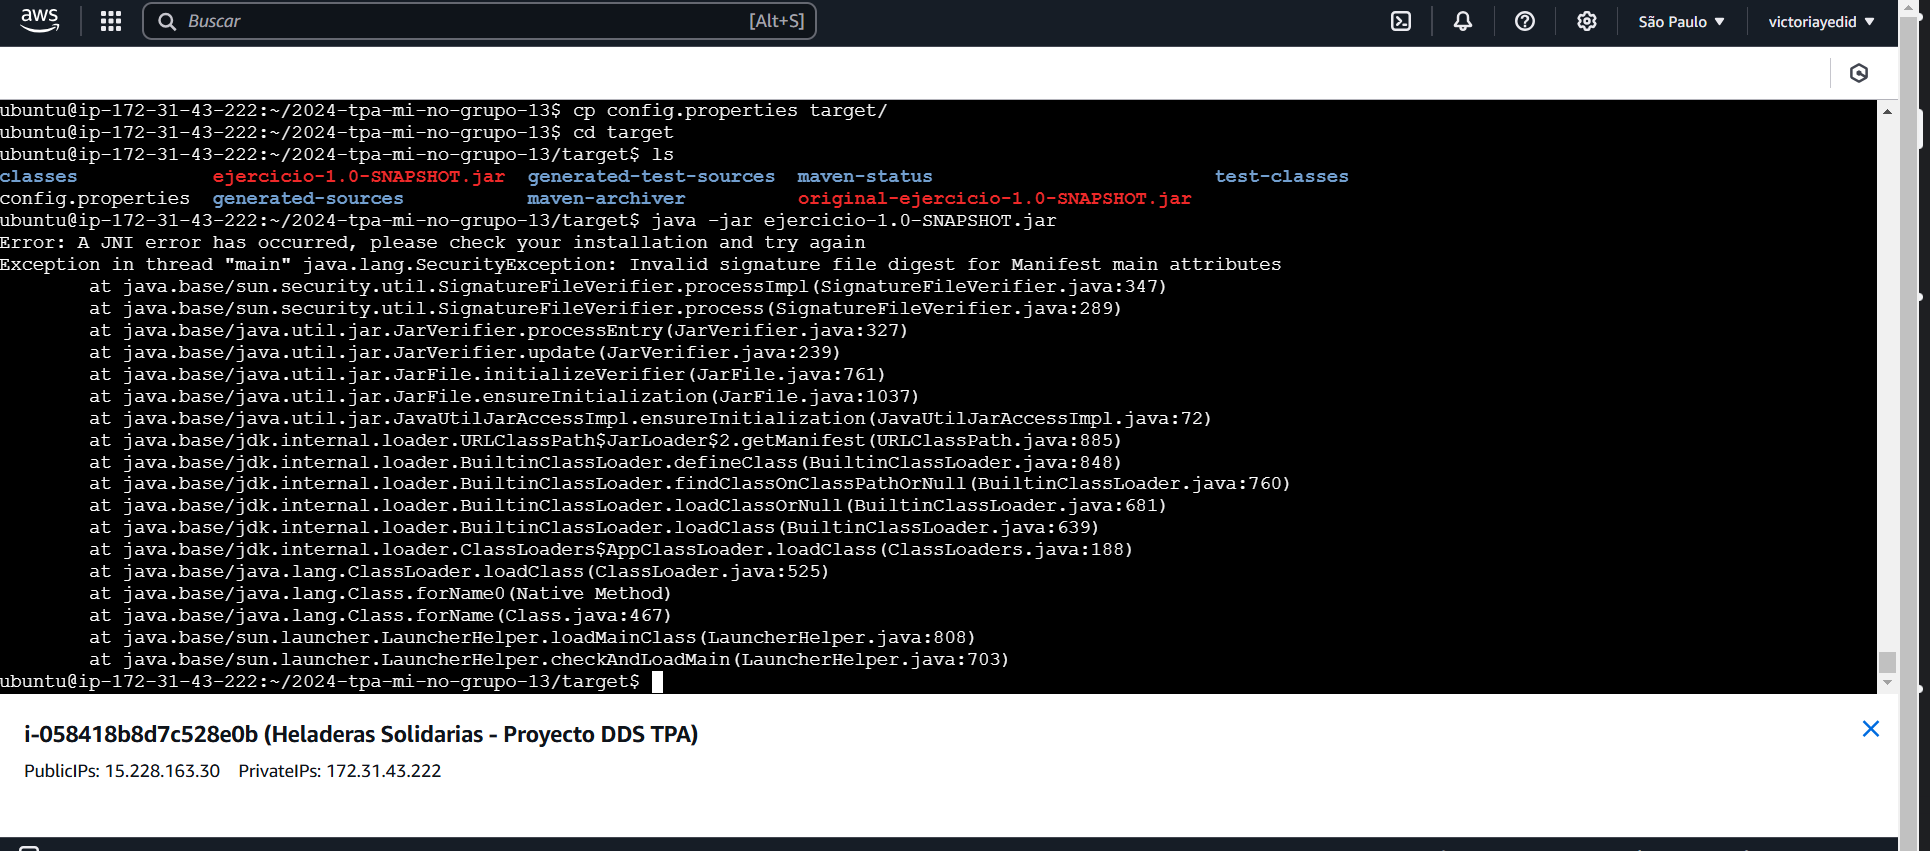 aws
Buscar [Alt+S]
São Paulo ▼ victoriayedid ▼
ubuntu@ip-172-31-43-222:~/2024-tpa-mi-no-grupo-13$ cp config.properties target/
ubuntu@ip-172-31-43-222:~/2024-tpa-mi-no-grupo-13$ cd target
ubuntu@ip-172-31-43-222:~/2024-tpa-mi-no-grupo-13/target$ ls
classes ejercicio-1.0-SNAPSHOT.jar generated-test-sources maven-status test-classes
config.properties generated-sources maven-archiver original-ejercicio-1.0-SNAPSHOT.jar
ubuntu@ip-172-31-43-222:~/2024-tpa-mi-no-grupo-13/target$ java -jar ejercicio-1.0-SNAPSHOT.jar
Error: A JNI error has occurred, please check your installation and try again
Exception in thread "main" java.lang.SecurityException: Invalid signature file digest for Manifest main attributes
at java.base/sun.security.util.SignatureFileVerifier.processImpl(SignatureFileVerifier.java:347)
at java.base/sun.security.util.SignatureFileVerifier.process(SignatureFileVerifier.java:289)
at java.base/java.util.jar.JarVerifier.processEntry(JarVerifier.java:327)
at java.base/java.util.jar.JarVerifier.update(JarVerifier.java:239)
at java.base/java.util.jar.JarFile.initializeVerifier(JarFile.java:761)
at java.base/java.util.jar.JarFile.ensureInitialization(JarFile.java:1037)
at java.base/java.util.jar.JavaUtilJarAccessImpl.ensureInitialization(JavaUtilJarAccessImpl.java:72)
at java.base/jdk.internal.loader.URLClassPath$JarLoader$2.getManifest(URLClassPath.java:885)
at java.base/jdk.internal.loader.BuiltinClassLoader.defineClass(BuiltinClassLoader.java:848)
at java.base/jdk.internal.loader.BuiltinClassLoader.findClassOnClassPathOrNull(BuiltinClassLoader.java:760)
at java.base/jdk.internal.loader.BuiltinClassLoader.loadClassOrNull(BuiltinClassLoader.java:681)
at java.base/jdk.internal.loader.BuiltinClassLoader.loadClass(BuiltinClassLoader.java:639)
at java.base/jdk.internal.loader.ClassLoaders$AppClassLoader.loadClass(ClassLoaders.java:188)
at java.base/java.lang.ClassLoader.loadClass(ClassLoader.java:525)
at java.base/java.lang.Class.forName0(Native Method)
at java.base/java.lang.Class.forName(Class.java:467)
at java.base/sun.launcher.LauncherHelper.loadMainClass(LauncherHelper.java:808)
at java.base/sun.launcher.LauncherHelper.checkAndLoadMain(LauncherHelper.java:703)
ubuntu@ip-172-31-43-222:~/2024-tpa-mi-no-grupo-13/target$
i-058418b8d7c528e0b (Heladeras Solidarias - Proyecto DDS TPA)
PublicIPs: 15.228.163.30 PrivateIPs: 172.31.43.222